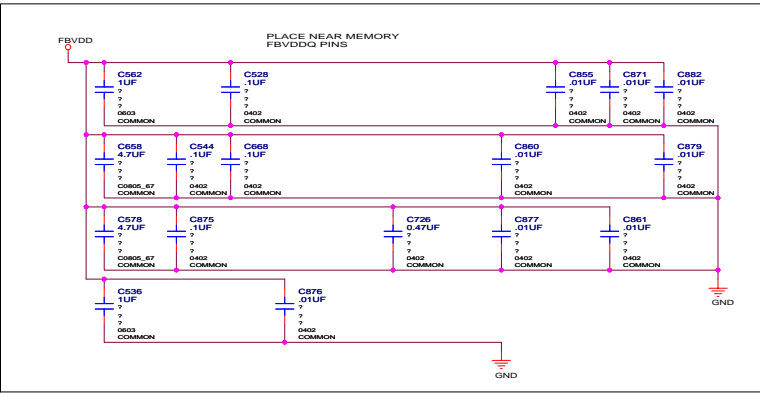 PLACE NEAR MEMORY
FBVDDQ PINS
FBVDD
C562
1UF
?
?
?
0603
COMMON
C528
.1UF
?
?
?
0402
COMMON
C855
.01UF
?
?
?
0402
COMMON
C871
.01UF
?
?
?
0402
COMMON
C882
.01UF
?
?
?
0402
COMMON
C658
4.7UF
?
?
?
C0805_67
COMMON
C544
.1UF
?
?
?
0402
COMMON
C668
.1UF
?
?
?
0402
COMMON
C860
.01UF
?
?
?
0402
COMMON
C879
.01UF
?
?
?
0402
COMMON
C578
4.7UF
?
?
?
C0805_67
COMMON
C875
.1UF
?
?
?
0402
COMMON
C726
0.47UF
?
?
?
0402
COMMON
C877
.01UF
?
?
?
0402
COMMON
C861
.01UF
?
?
?
0402
COMMON
C536
1UF
?
?
?
0603
COMMON
C876
.01UF
?
?
?
0402
COMMON
GND
GND